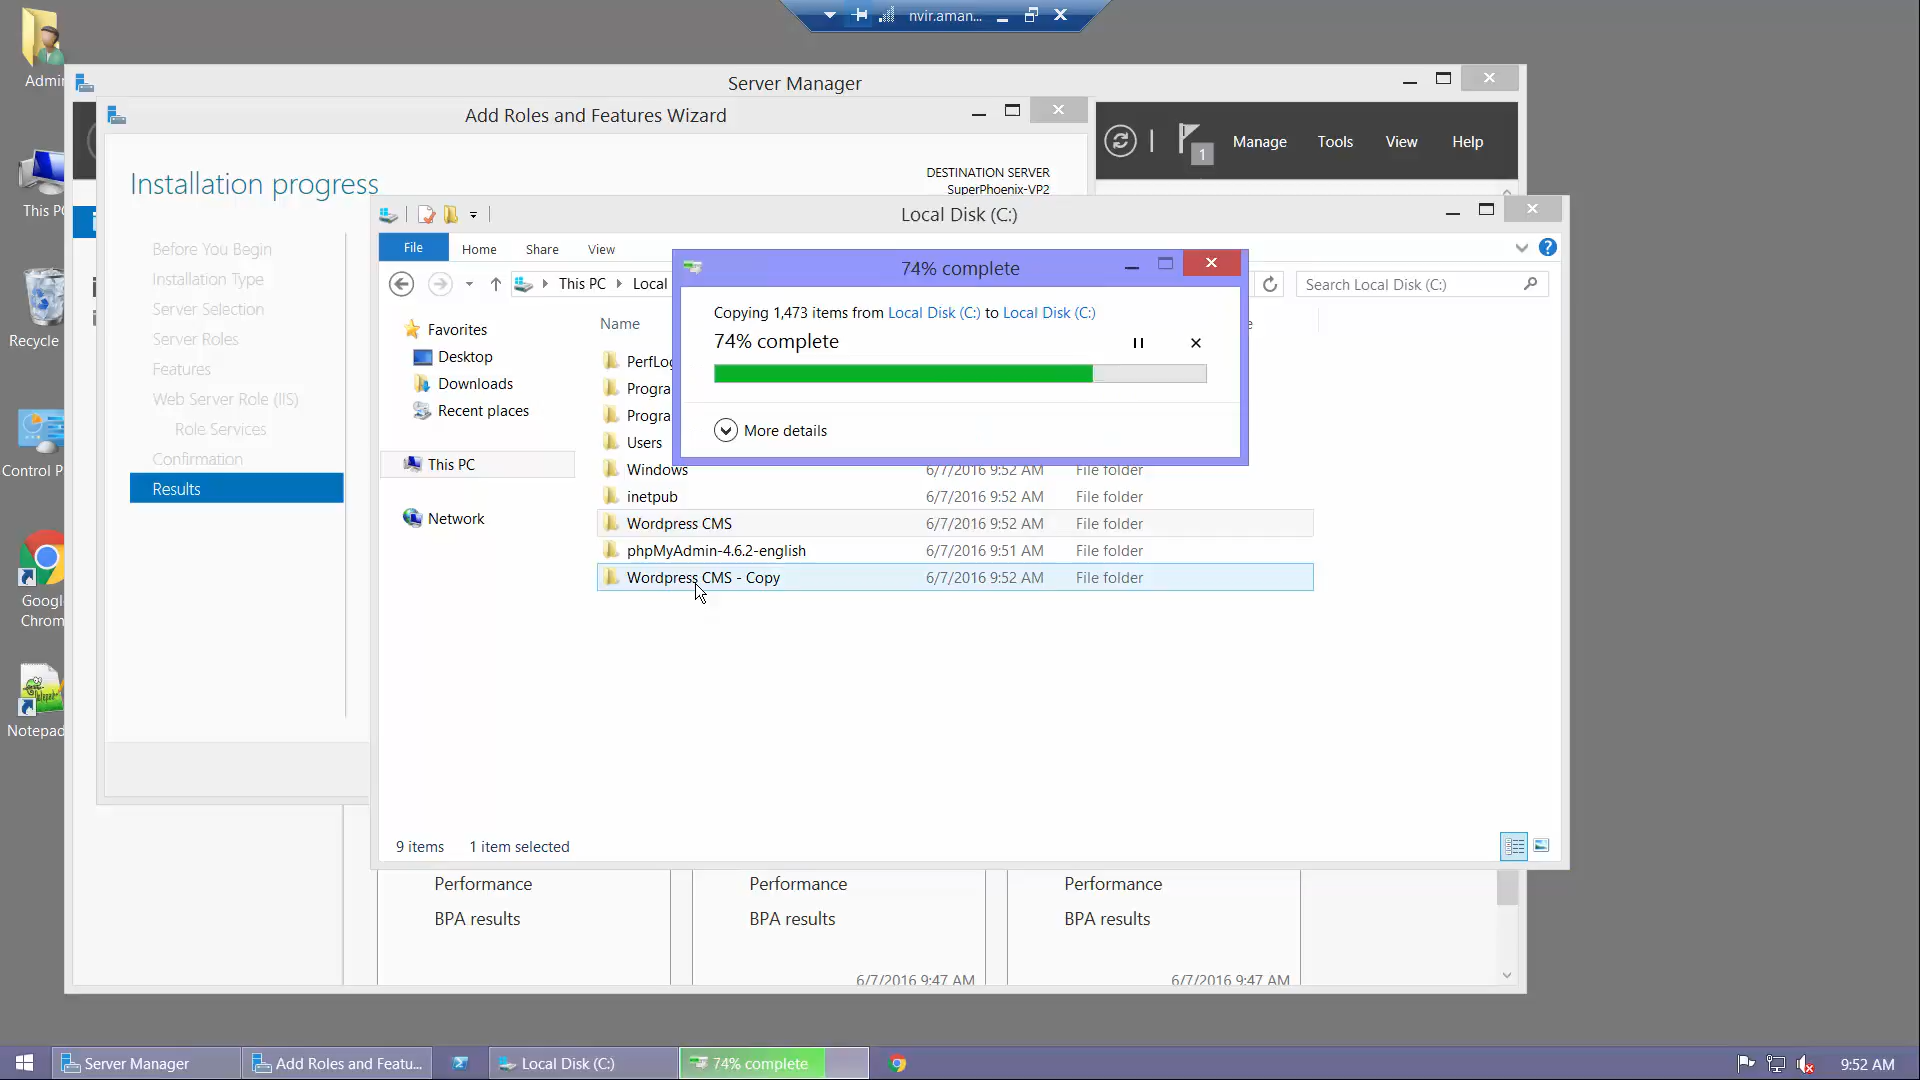 nvir.aman...
Admin
This PC
Recycle
Control P
Google
Chrom
Notepad
Server Manager
Manage
Tools
View
Help
1
Add Roles and Features Wizard
Installation progress
DESTINATION SERVER
SuperPhoenix-VP2
Before You Begin
Installation Type
Server Selection
Server Roles
Features
Web Server Role (IIS)
Role Services
Confirmation
Results
Local Disk (C:)
File
Home
Share
View
This PC
Local
Search Local Disk (C:)
Favorites
Desktop
Downloads
Recent places
This PC
Network
Name
PerfLog
Progra
Progra
Users
Windows 6/7/2016 9:52 AM File folder
inetpub 6/7/2016 9:52 AM File folder
Wordpress CMS 6/7/2016 9:52 AM File folder
phpMyAdmin-4.6.2-english 6/7/2016 9:51 AM File folder
Wordpress CMS - Copy 6/7/2016 9:52 AM File folder
9 items 1 item selected
74% complete
Copying 1,473 items from Local Disk (C:) to Local Disk (C:)
74% complete
More details
Performance
BPA results
Performance
BPA results
6/7/2016 9:47 AM
Performance
BPA results
6/7/2016 9:47 AM
Server Manager
Add Roles and Featu...
Local Disk (C:)
74% complete
9:52 AM